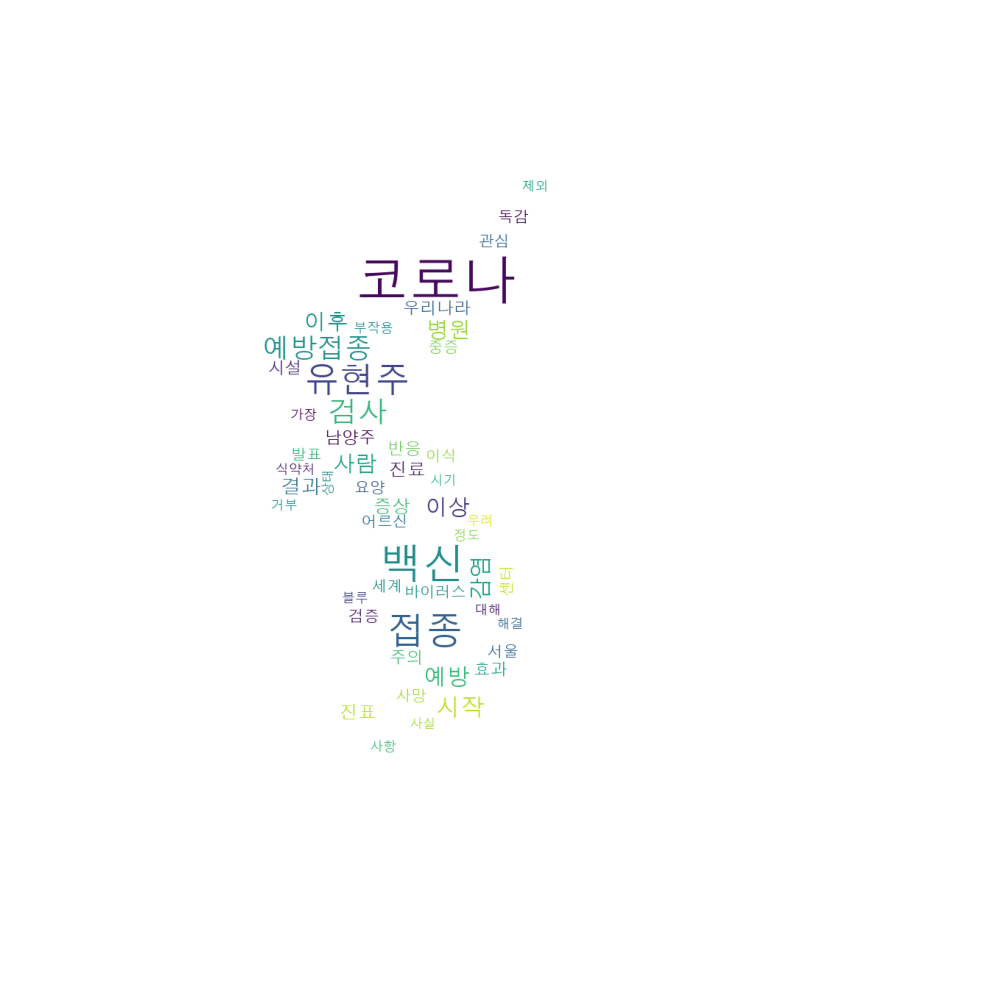 제외
독감
관심
코로나
우리나라
이후
부작용
병원
예방접종
중증
시설
유현주
검사
가장
남양주
반응
발표
이식
사람
진료
식약처
상태
시기
결과
요양
거부
증상
이상
어르신
우려
정도
백신
감염
센터
세계
바이러스
블루
대해
검증
접종
해결
서울
주의
효과
예방
사망
시작
진표
사실
사항